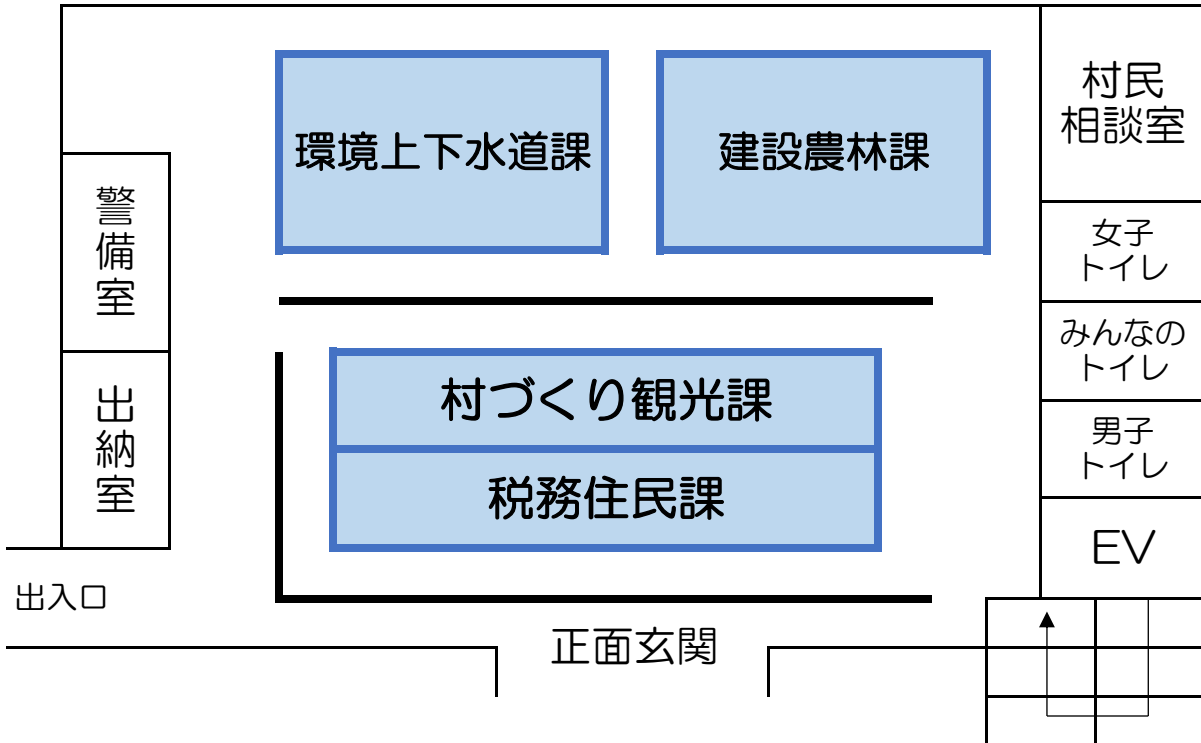 環境上下水道課
建設農林課
村民
相談室
警備室
女子
トイレ
みんなの
トイレ
村づくり観光課
出納室
男子
トイレ
税務住民課
EV
出入口
正面玄関